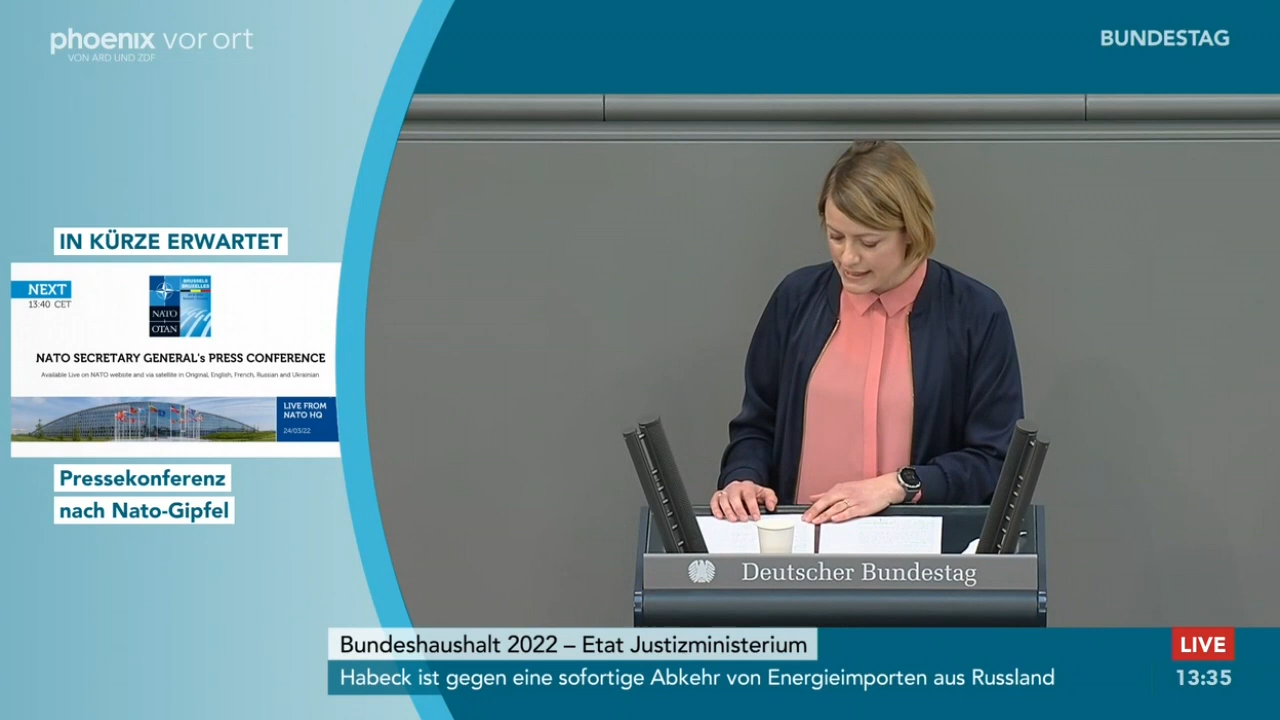 phoenix vor ort
VON ARD UND ZDF
BUNDESTAG
IN KÜRZE ERWARTET
NEXT
13:40 CET
BRUSSELS
BRUXELLES
NATO
OTAN
NATO SECRETARY GENERAL's PRESS CONFERENCE
Available Live on NATO website and via satellite in Original, English, French, Russian and Ukrainian
LIVE FROM
NATO HQ
24/03/22
Pressekonferenz
nach Nato-Gipfel
Deutscher Bundestag
Bundeshaushalt 2022 – Etat Justizministerium
LIVE
Habeck ist gegen eine sofortige Abkehr von Energieimporten aus Russland
13:35